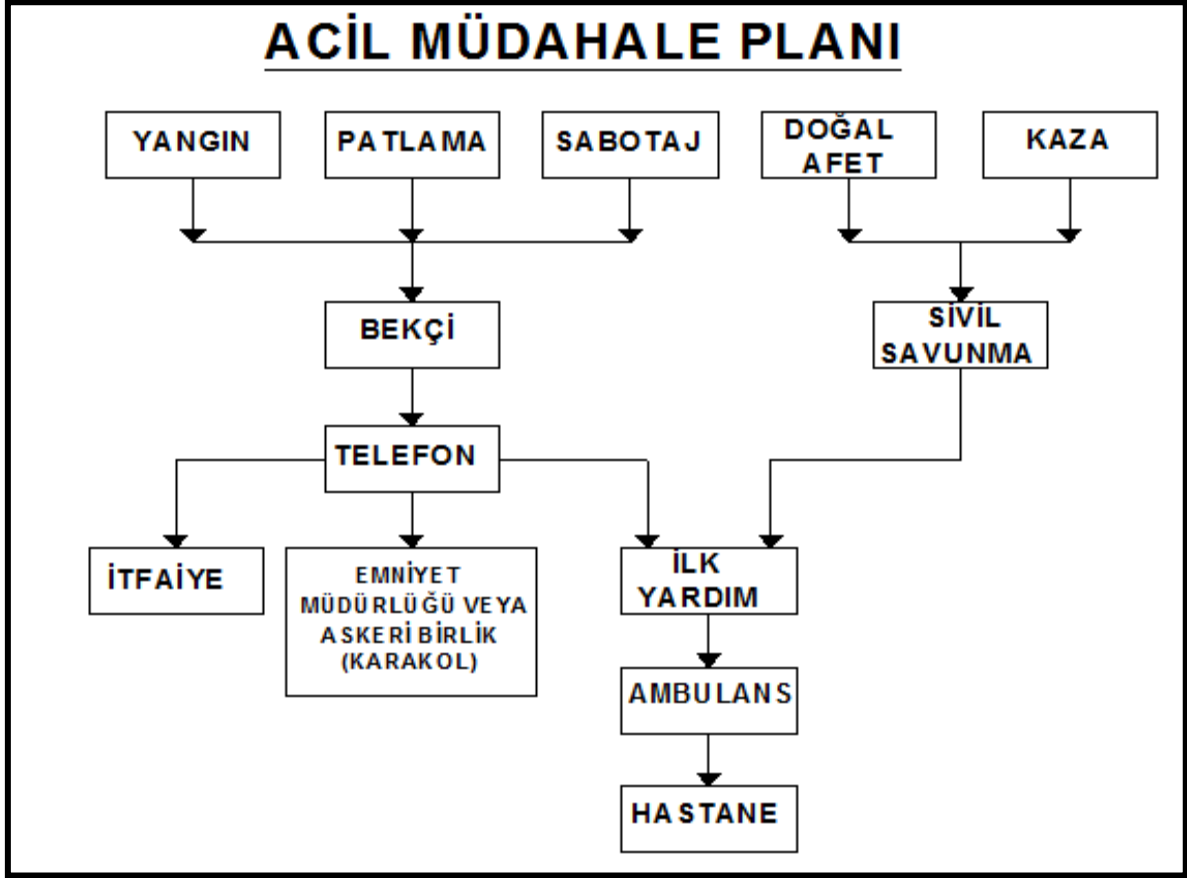 ACİL MÜDAHALE PLANI
YANGIN
PATLAMA
SABOTAJ
DOĞAL
AFET
KAZA
BEKÇİ
SİVİL
SAVUNMA
TELEFON
İTFAİYE
EMNİYET
MÜDÜRLÜĞÜ VEYA
ASKERİ BİRLİK
(KARAKOL)
İLK
YARDIM
AMBULANS
HASTANE